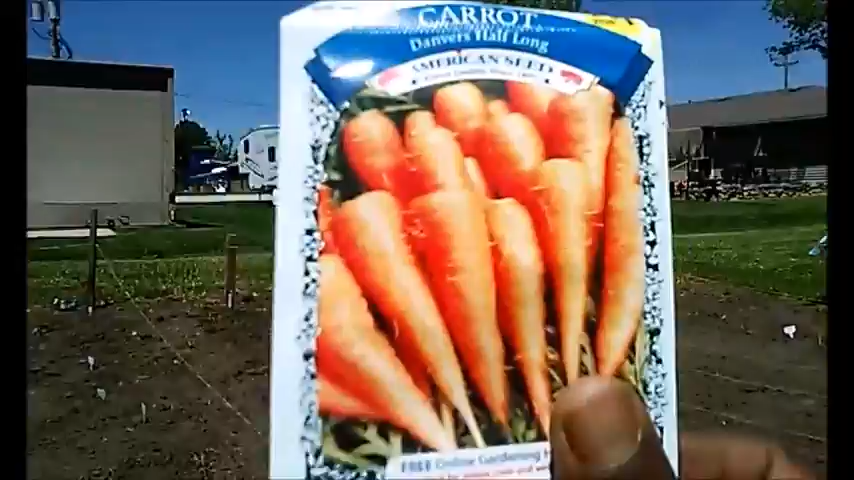 CARROT
Danvers Half Long
AMERICAN SEED
FREE Online Gardening